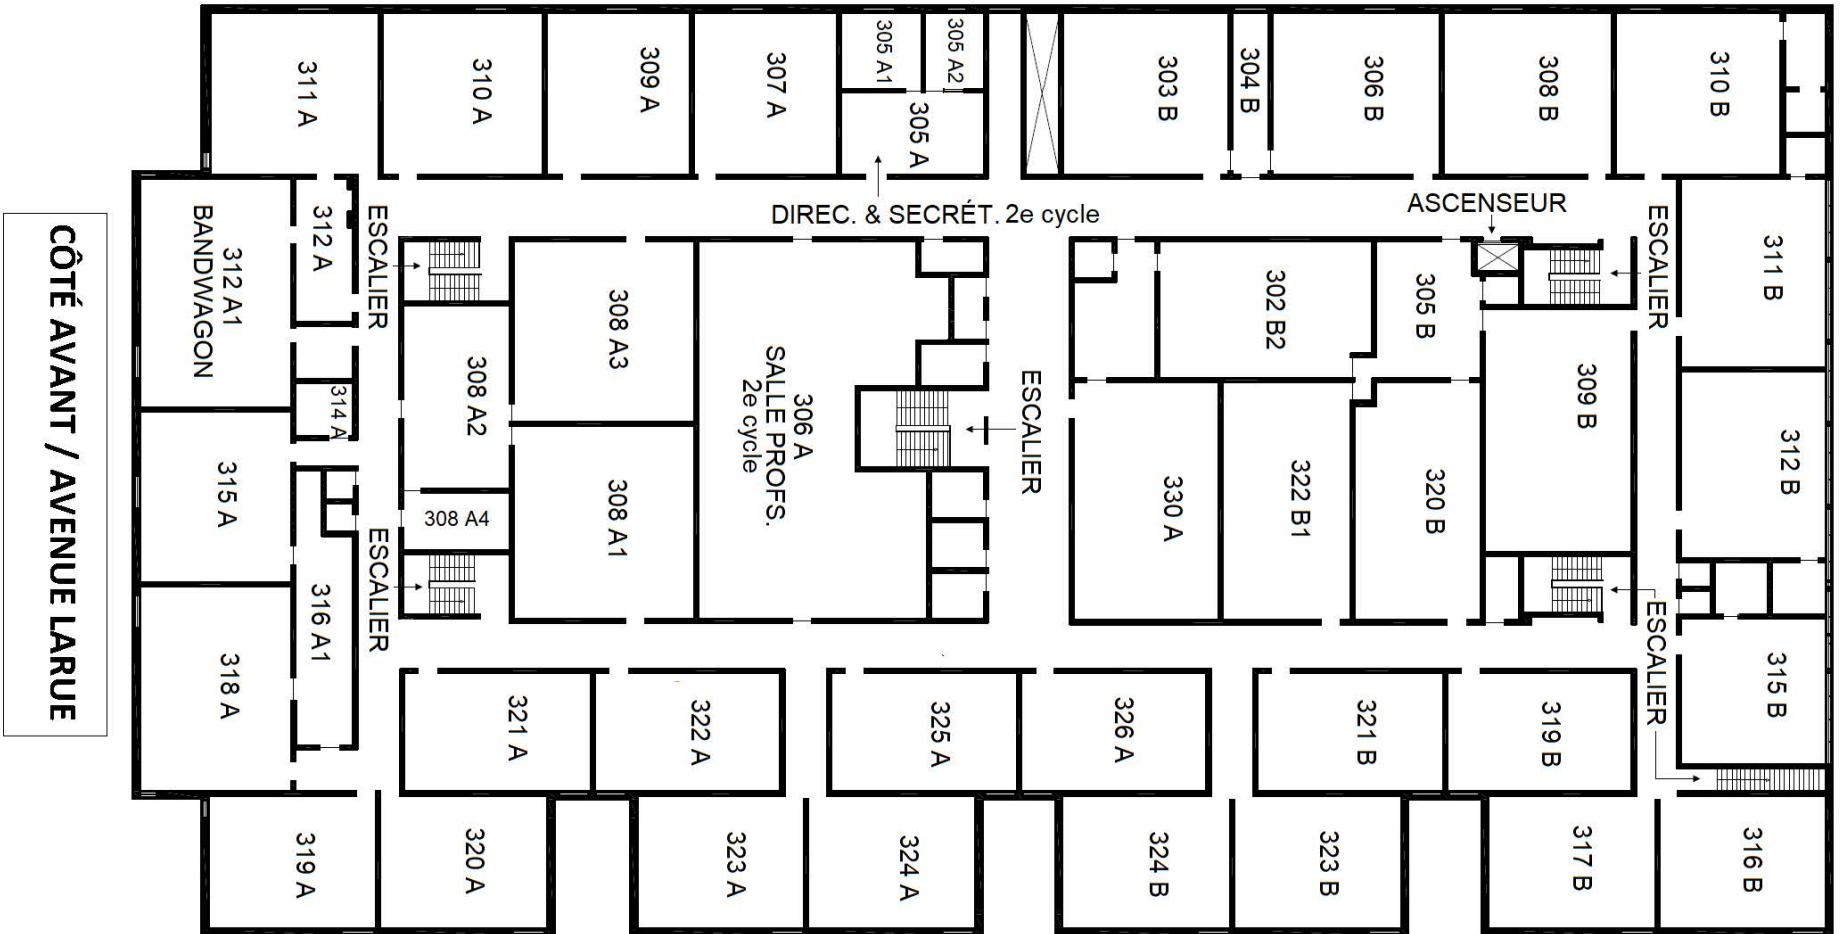 311 A
310 A
309 A
307 A
305 A1
305 A2
305 A
303 B
304 B
306 B
308 B
310 B
DIREC. & SECRÉT. 2e cycle
ASCENSEUR
312 A1
BANDWAGON
312 A
ESCALIER
308 A3
308 A2
314 A
306 A
SALLE PROFS.
2e cycle
ESCALIER
302 B2
305 B
309 B
ESCALIER
311 B
312 B
315 A
308 A4
308 A1
330 A
322 B1
320 B
ESCALIER
316 A1
318 A
ESCALIER
315 B
321 A
322 A
325 A
326 A
321 B
319 B
319 A
320 A
323 A
324 A
324 B
323 B
317 B
316 B
CÔTÉ AVANT / AVENUE LARUE